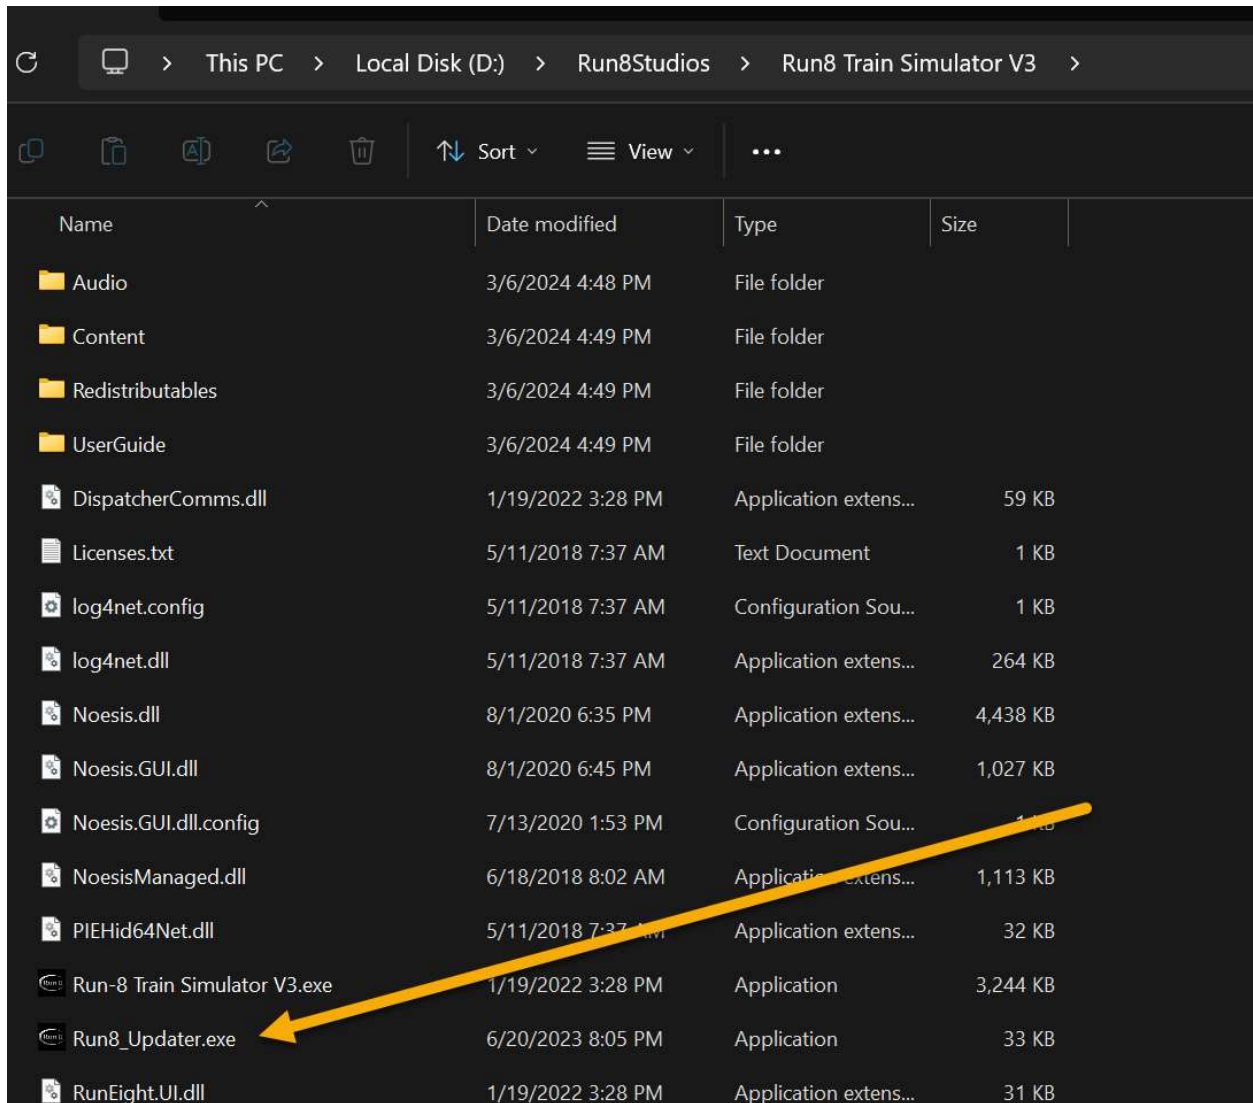 This PC > Local Disk (D:) > Run8Studios > Run8 Train Simulator V3 >
Sort View ...
Name Date modified Type Size
Audio 3/6/2024 4:48 PM File folder
Content 3/6/2024 4:49 PM File folder
Redistributables 3/6/2024 4:49 PM File folder
UserGuide 3/6/2024 4:49 PM File folder
DispatcherComms.dll 1/19/2022 3:28 PM Application extens... 59 KB
Licenses.txt 5/11/2018 7:37 AM Text Document 1 KB
log4net.config 5/11/2018 7:37 AM Configuration Sou... 1 KB
log4net.dll 5/11/2018 7:37 AM Application extens... 264 KB
Noesis.dll 8/1/2020 6:35 PM Application extens... 4,438 KB
Noesis.GUI.dll 8/1/2020 6:45 PM Application extens... 1,027 KB
Noesis.GUI.dll.config 7/13/2020 1:53 PM Configuration Sou... 1 KB
NoesisManaged.dll 6/18/2018 8:02 AM Application extens... 1,113 KB
PIEHid64Net.dll 5/11/2018 7:37 AM Application extens... 32 KB
Run-8 Train Simulator V3.exe 1/19/2022 3:28 PM Application 3,244 KB
Run8_Updater.exe 6/20/2023 8:05 PM Application 33 KB
RunEight.UI.dll 1/19/2022 3:28 PM Application extens... 31 KB